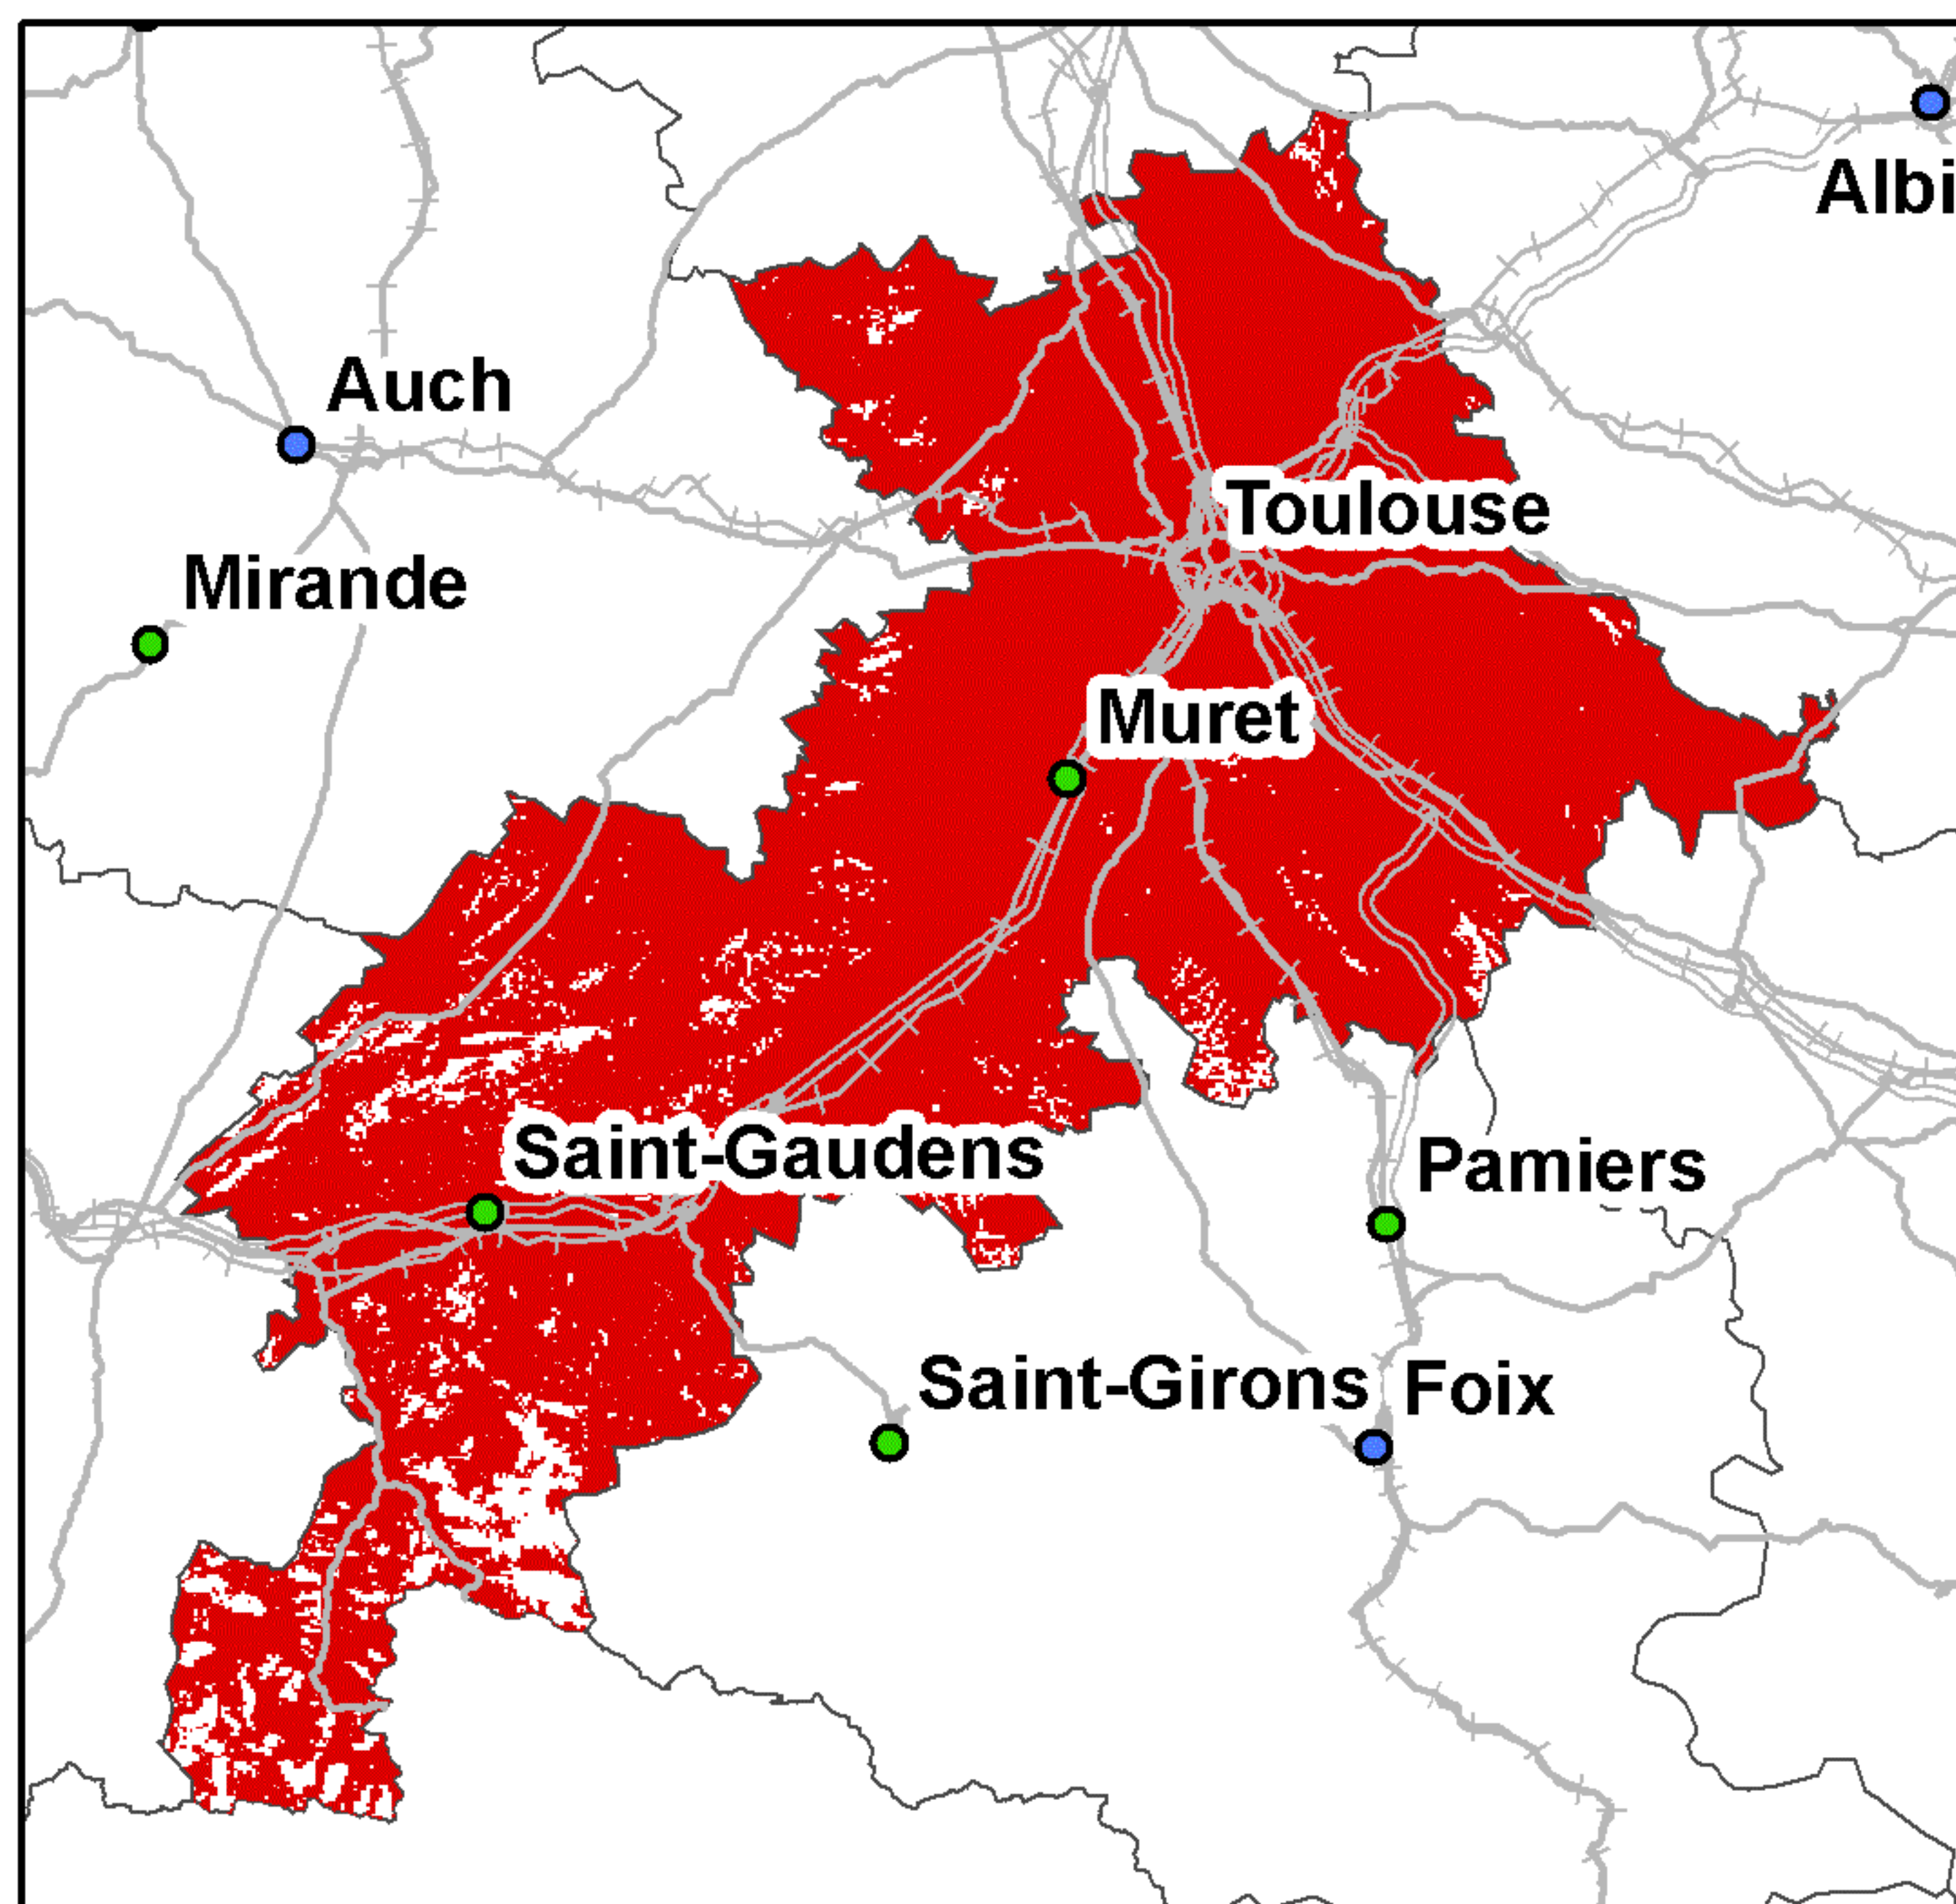 Albi
Auch
Toulouse
Mirande
Muret
Saint-Gaudens
Pamiers
Saint-Girons
Foix